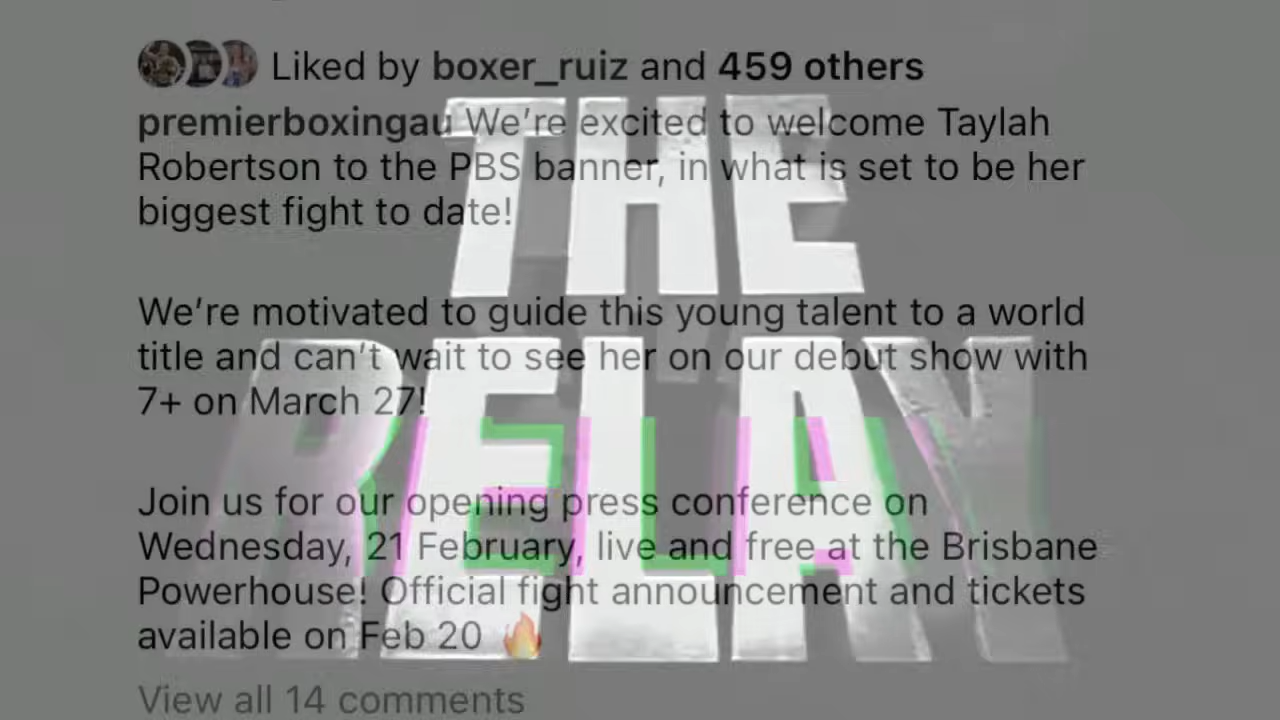 Liked by boxer_ruiz and 459 others
premierboxingau We're excited to welcome Taylah
Robertson to the PBS banner, in what is set to be her
biggest fight to date!
We're motivated to guide this young talent to a world
title and can't wait to see her on our debut show with
7+ on March 27!
Join us for our opening press conference on
Wednesday, 21 February, live and free at the Brisbane
Powerhouse! Official fight announcement and tickets
available on Feb 20 🔥
View all 14 comments
THE
RELAY